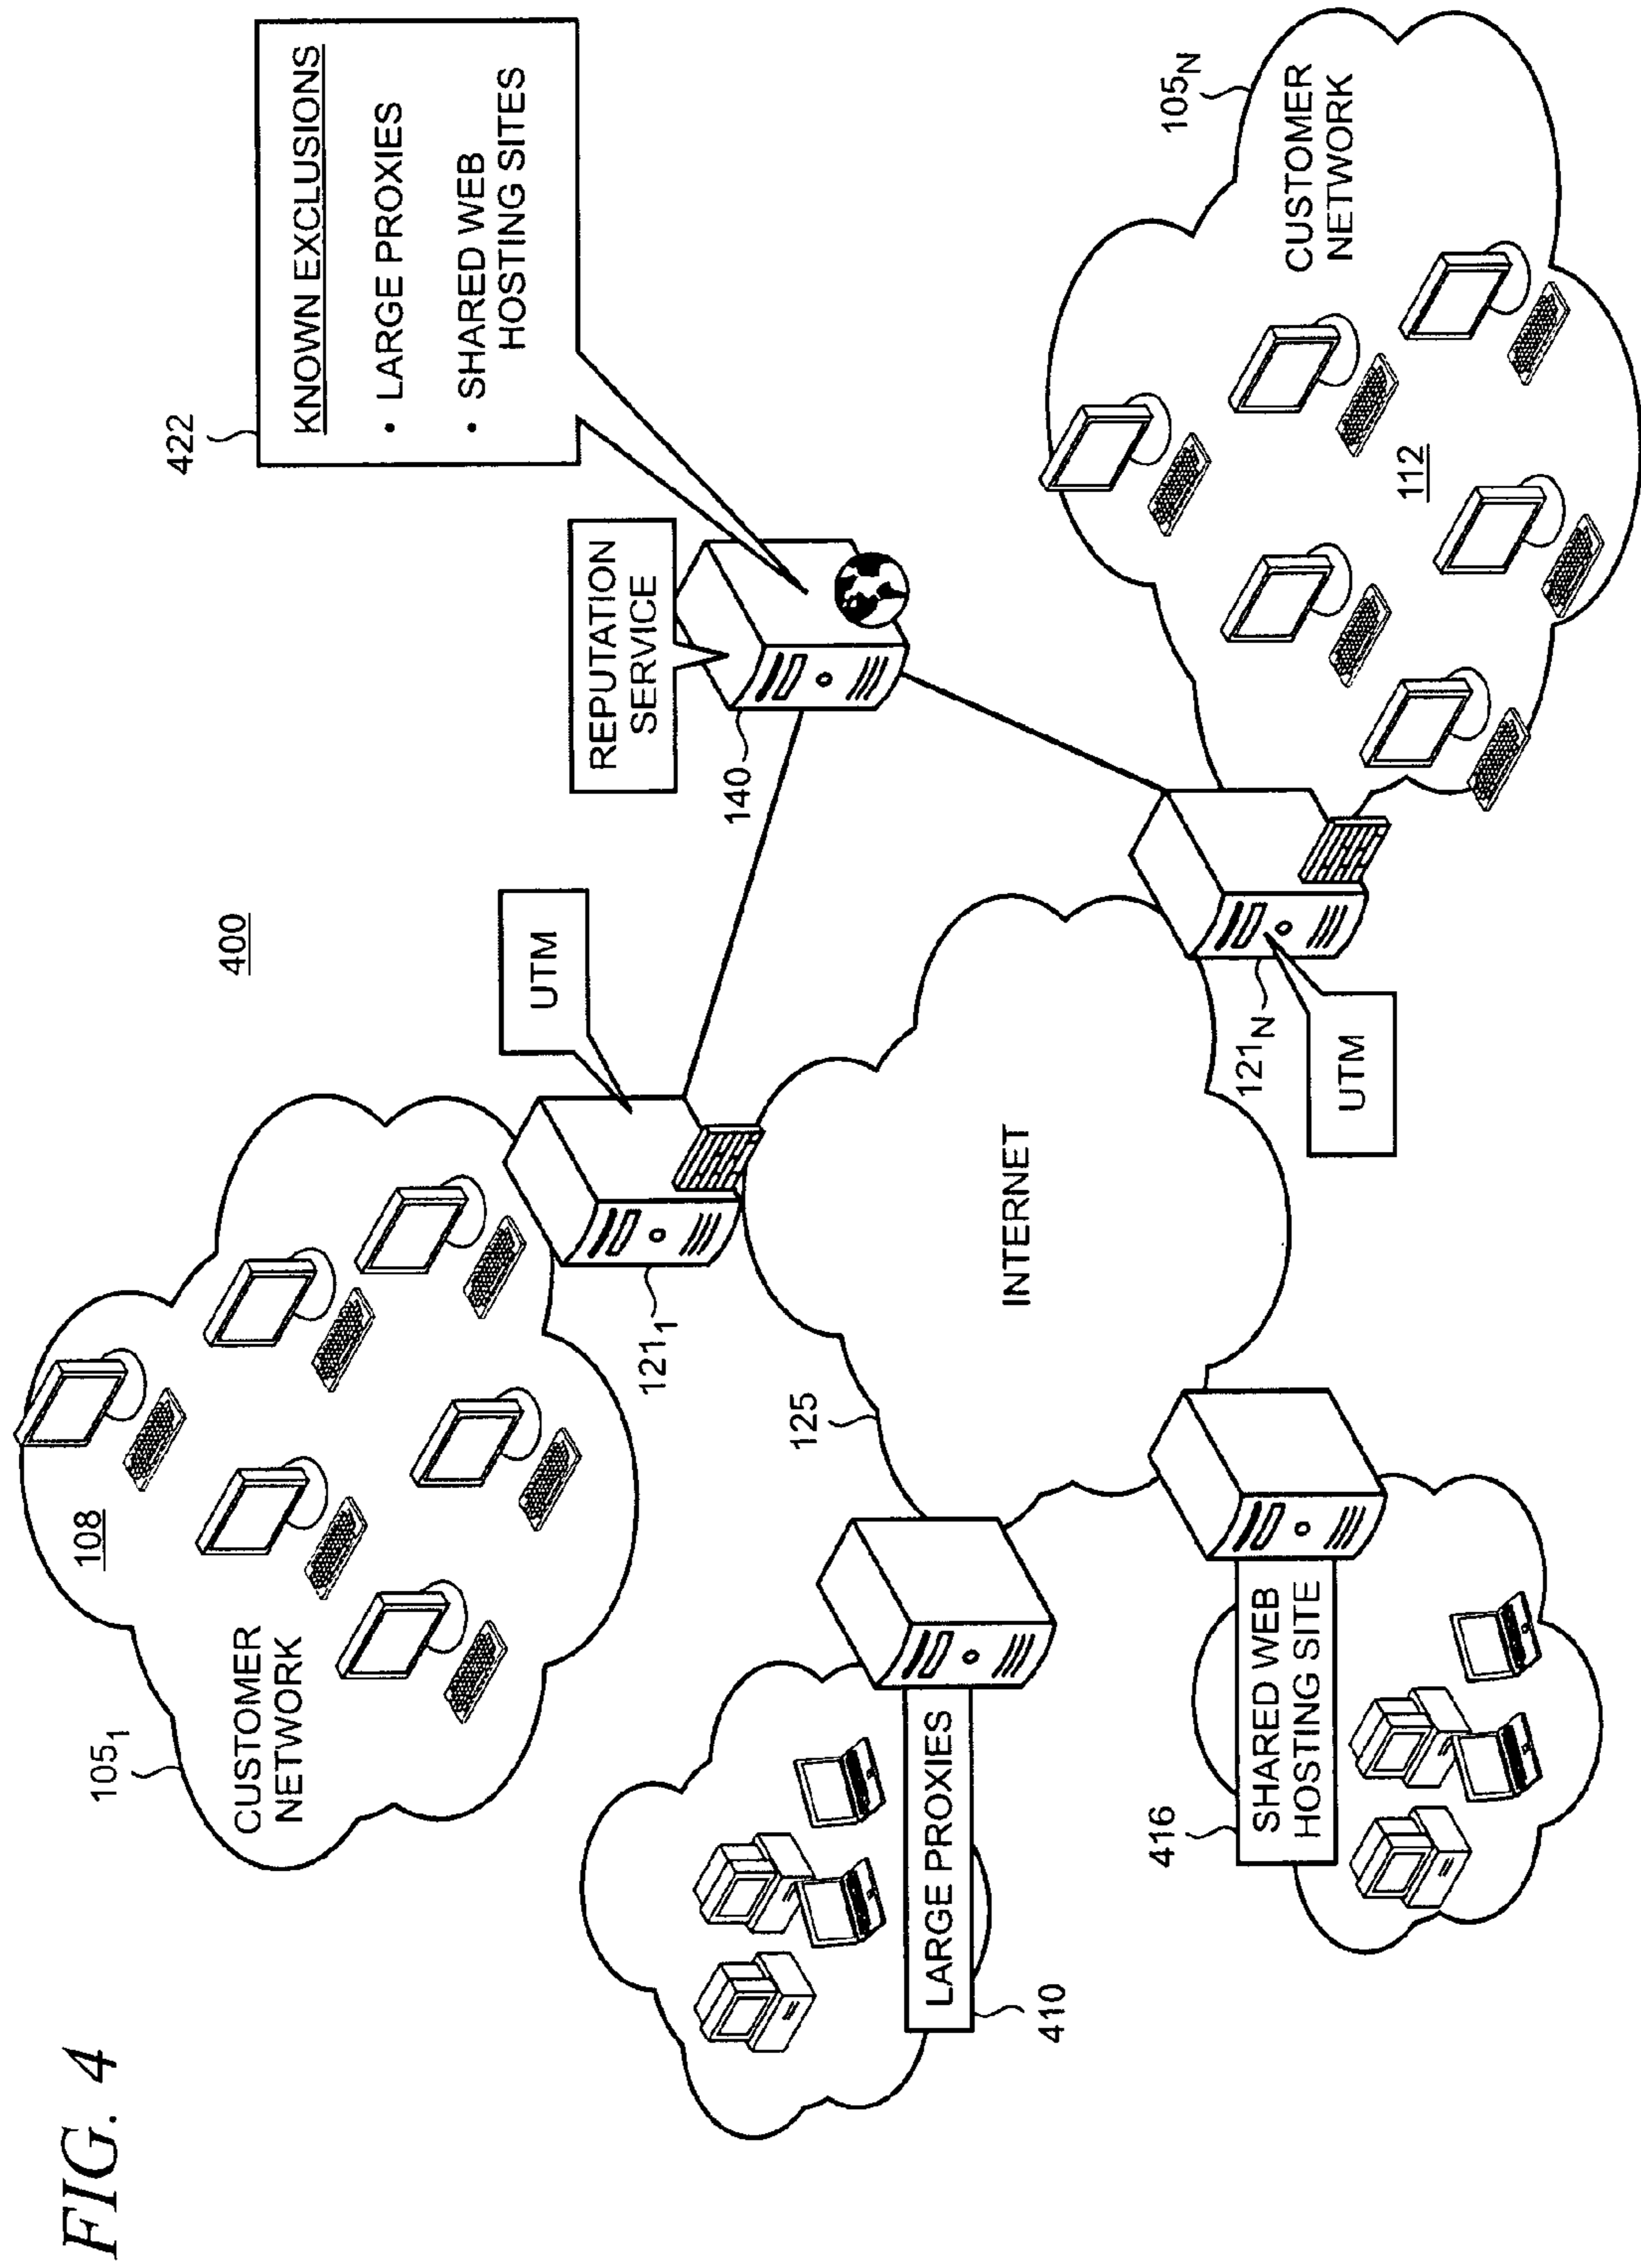 FIG. 4
400
105₁
CUSTOMER
NETWORK
108
121₁
UTM
422
KNOWN EXCLUSIONS
• LARGE PROXIES
• SHARED WEB
HOSTING SITES
REPUTATION
SERVICE
140
125
INTERNET
LARGE PROXIES
410
416
SHARED WEB
HOSTING SITE
121N
UTM
105N
CUSTOMER
NETWORK
112